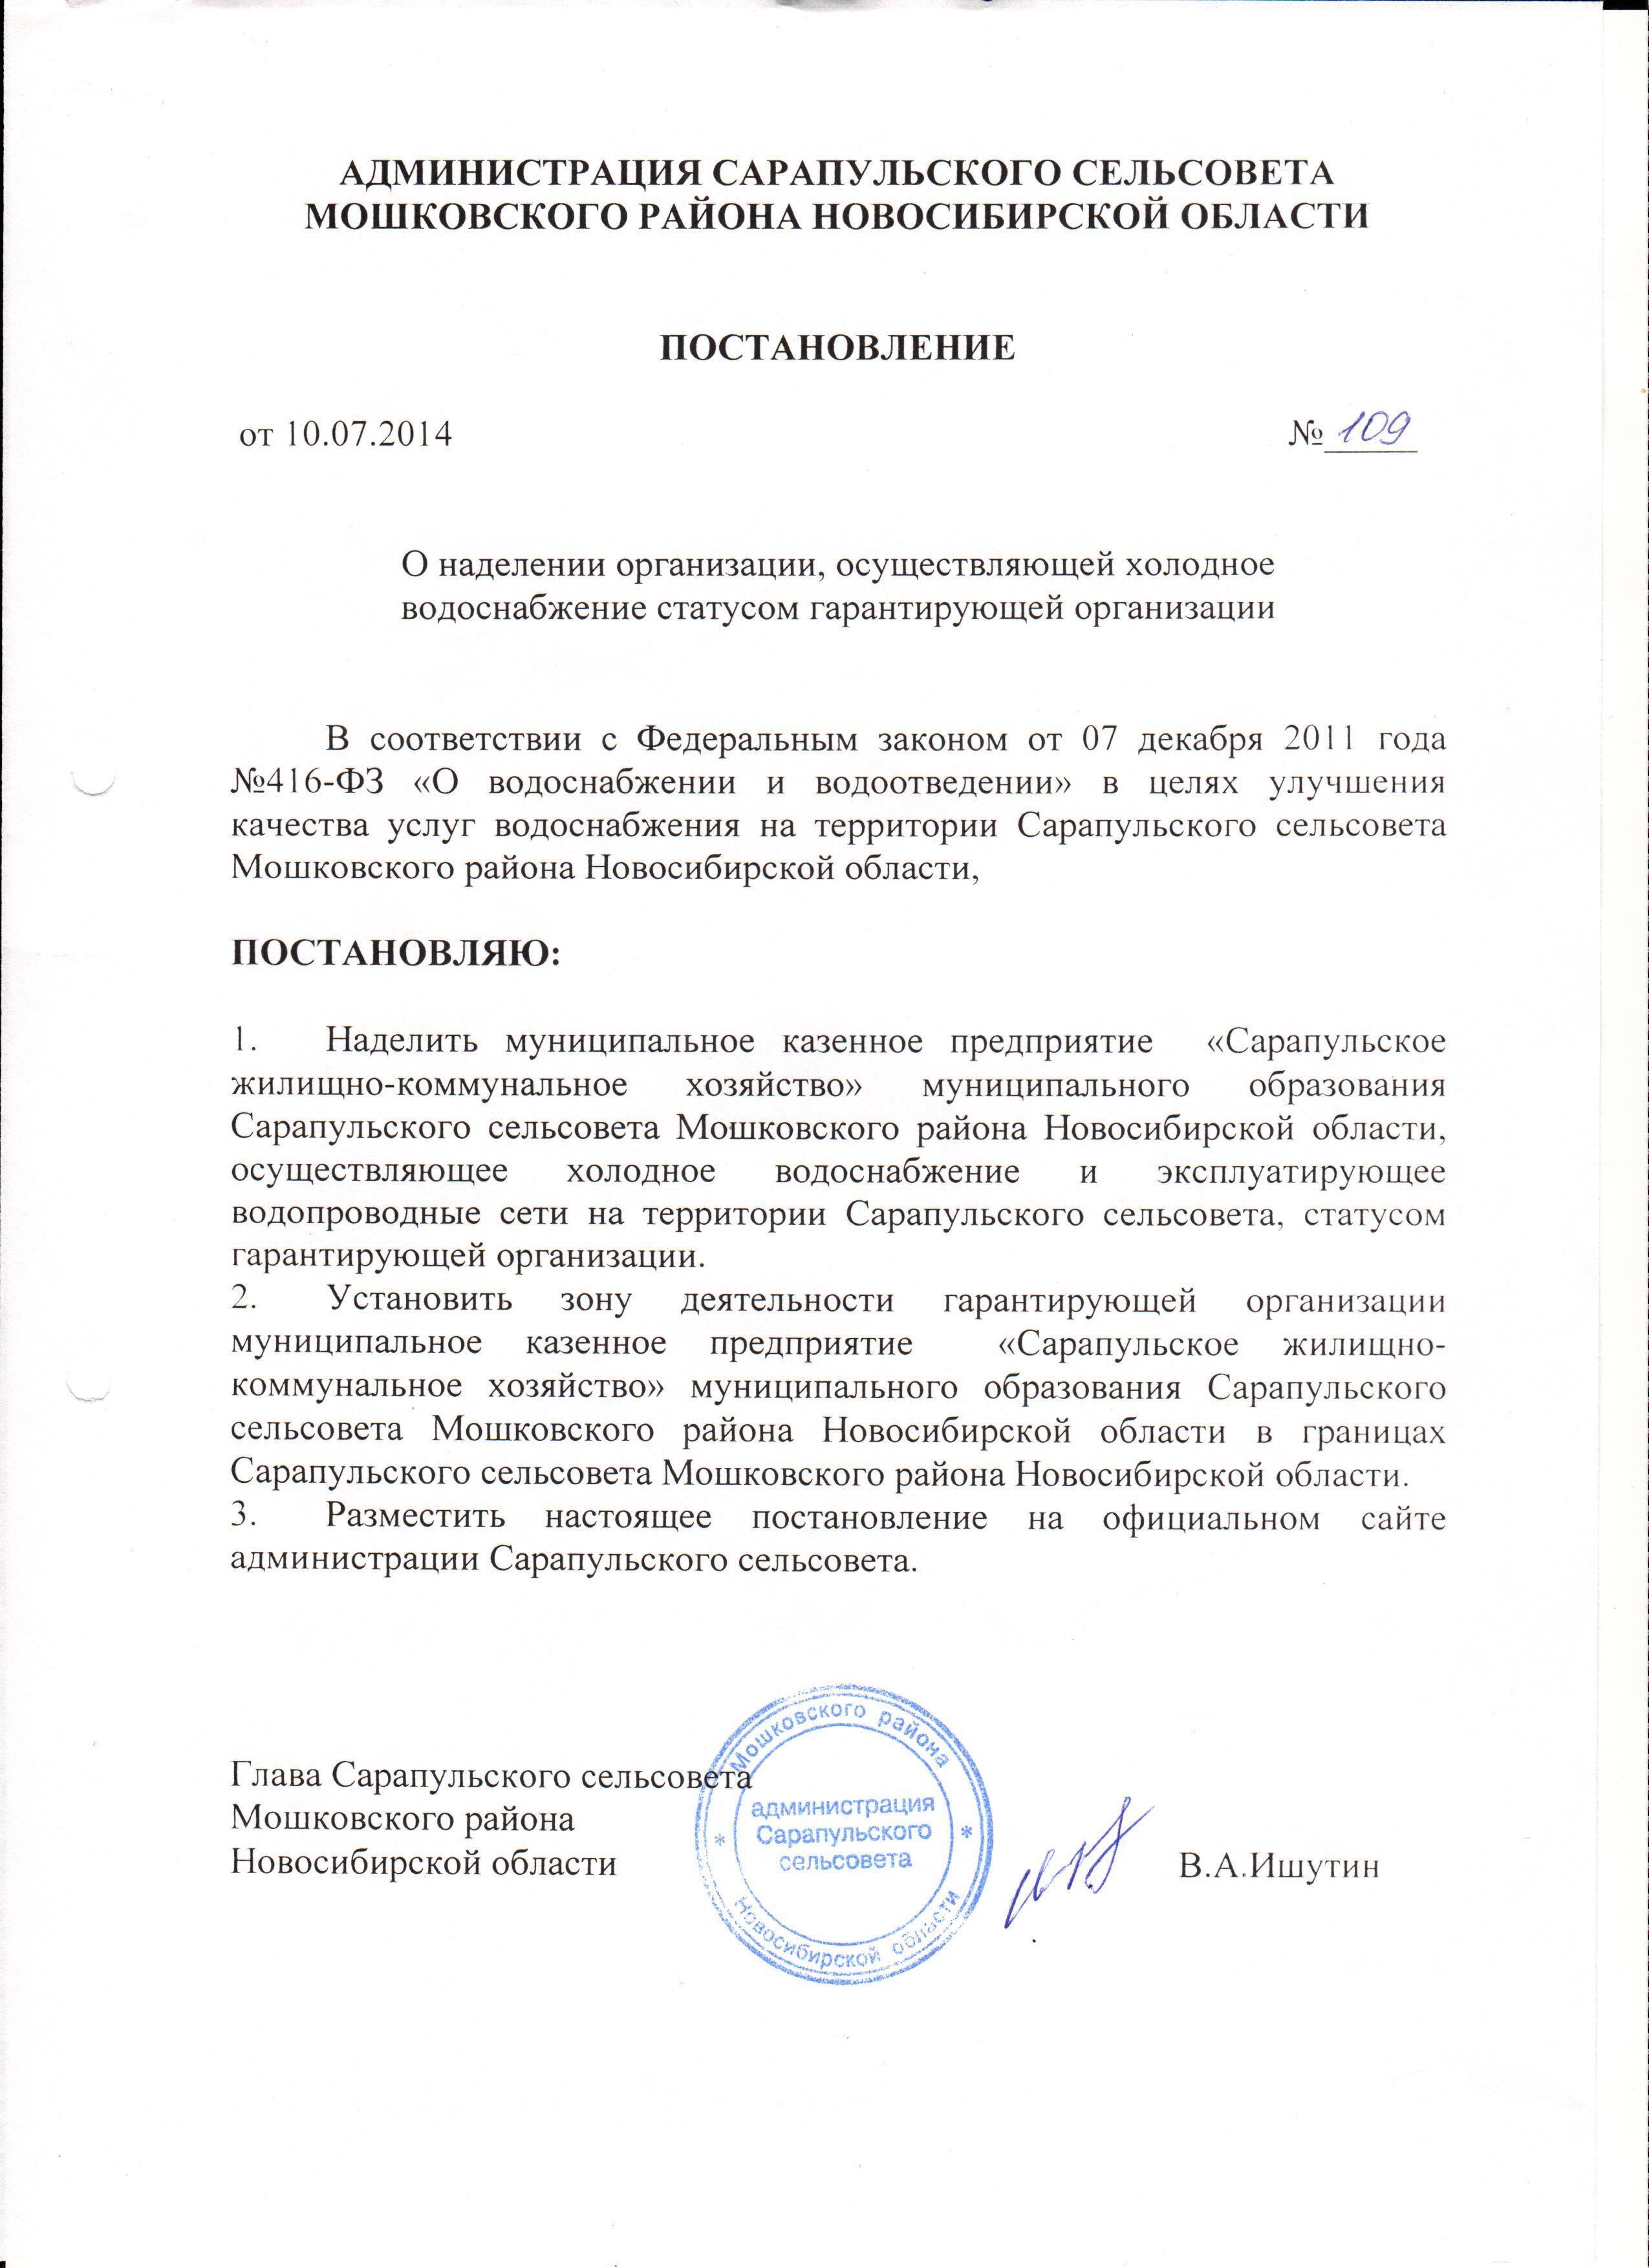 АДМИНИСТРАЦИЯ САРАПУЛЬСКОГО СЕЛЬСОВЕТА
МОШКОВСКОГО РАЙОНА НОВОСИБИРСКОЙ ОБЛАСТИ
ПОСТАНОВЛЕНИЕ
от 10.07.2014 № 109
О наделении организации, осуществляющей холодное
водоснабжение статусом гарантирующей организации
В соответствии с Федеральным законом от 07 декабря 2011 года
№416-ФЗ «О водоснабжении и водоотведении» в целях улучшения
качества услуг водоснабжения на территории Сарапульского сельсовета
Мошковского района Новосибирской области,
ПОСТАНОВЛЯЮ:
1. Наделить муниципальное казенное предприятие «Сарапульское
жилищно-коммунальное хозяйство» муниципального образования
Сарапульского сельсовета Мошковского района Новосибирской области,
осуществляющее холодное водоснабжение и эксплуатирующее
водопроводные сети на территории Сарапульского сельсовета, статусом
гарантирующей организации.
2. Установить зону деятельности гарантирующей организации
муниципальное казенное предприятие «Сарапульское жилищно-
коммунальное хозяйство» муниципального образования Сарапульского
сельсовета Мошковского района Новосибирской области в границах
Сарапульского сельсовета Мошковского района Новосибирской области.
3. Разместить настоящее постановление на официальном сайте
администрации Сарапульского сельсовета.
Глава Сарапульского сельсовета
Мошковского района
Новосибирской области В.А.Ишутин
Мошковского района
администрация
Сарапульского
сельсовета
Новосибирской области